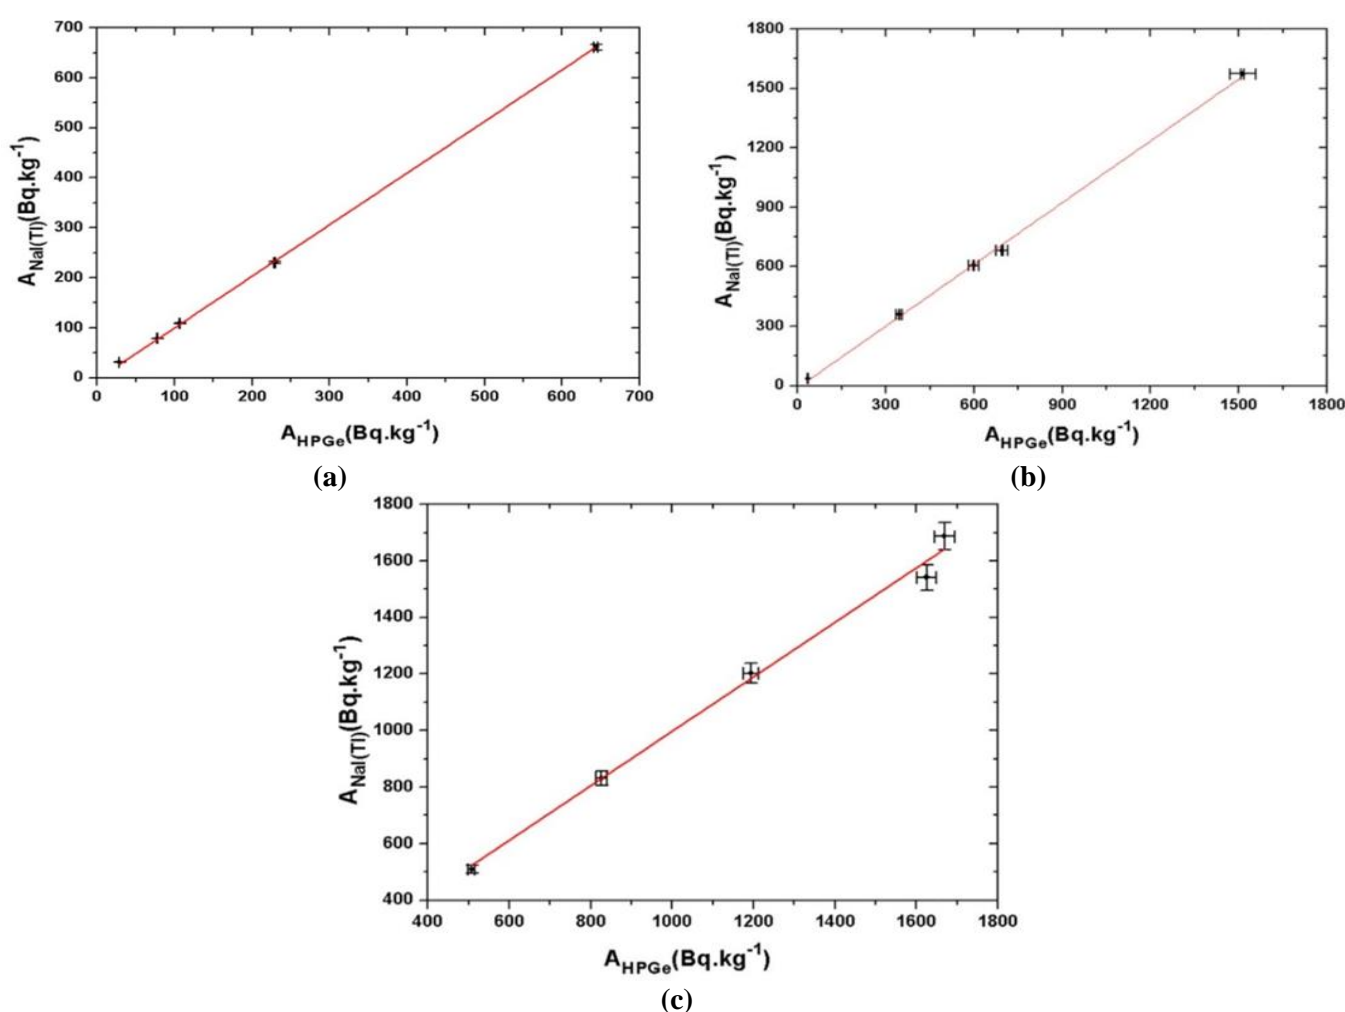 700
600
500
400
300
200
100
0
A_NaI(Tl)(Bq.kg⁻¹)
0 100 200 300 400 500 600 700
A_HPGe(Bq.kg⁻¹)
(a)
1800
1500
1200
900
600
300
0
A_NaI(Tl)(Bq.kg⁻¹)
0 300 600 900 1200 1500 1800
A_HPGe(Bq.kg⁻¹)
(b)
1800
1600
1400
1200
1000
800
600
400
A_NaI(Tl)(Bq.kg⁻¹)
400 600 800 1000 1200 1400 1600 1800
A_HPGe(Bq.kg⁻¹)
(c)